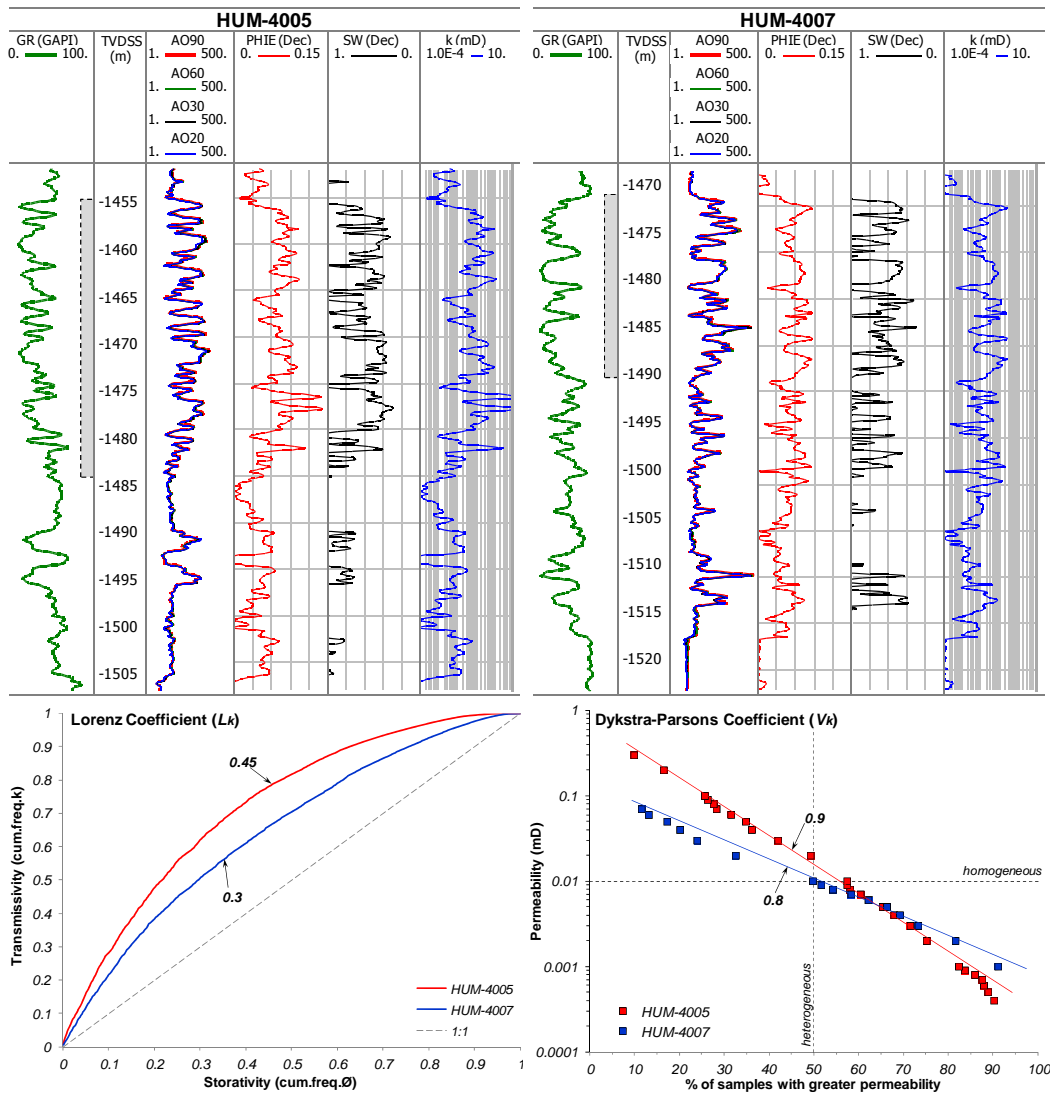 HUM-4005
GR (GAPI) TVDSS AO90 PHIE (Dec) SW (Dec) k (mD)
0. 100. (m) 1. 500. 0. 0.15 1. 0. 1.0E-4 10.
AO60
1. 500.
AO30
1. 500.
AO20
1. 500.
-1455
-1460
-1465
-1470
-1475
-1480
-1485
-1490
-1495
-1500
-1505
HUM-4007
GR (GAPI) TVDSS AO90 PHIE (Dec) SW (Dec) k (mD)
0. 100. (m) 1. 500. 0. 0.15 1. 0. 1.0E-4 10.
AO60
1. 500.
AO30
1. 500.
AO20
1. 500.
-1470
-1475
-1480
-1485
-1490
-1495
-1500
-1505
-1510
-1515
-1520
Lorenz Coefficient (Lk)
Transmissivity (cum.freq.k)
1
0.9
0.8
0.7
0.6
0.5
0.4
0.3
0.2
0.1
0
0.45
0.3
HUM-4005
HUM-4007
1:1
0 0.1 0.2 0.3 0.4 0.5 0.6 0.7 0.8 0.9 1
Storativity (cum.freq.Ø)
Dykstra-Parsons Coefficient (Vk)
Permeability (mD)
1
0.1
0.01
0.001
0.0001
0.9
0.8
homogeneous
heterogeneous
HUM-4005
HUM-4007
0 10 20 30 40 50 60 70 80 90 100
% of samples with greater permeability